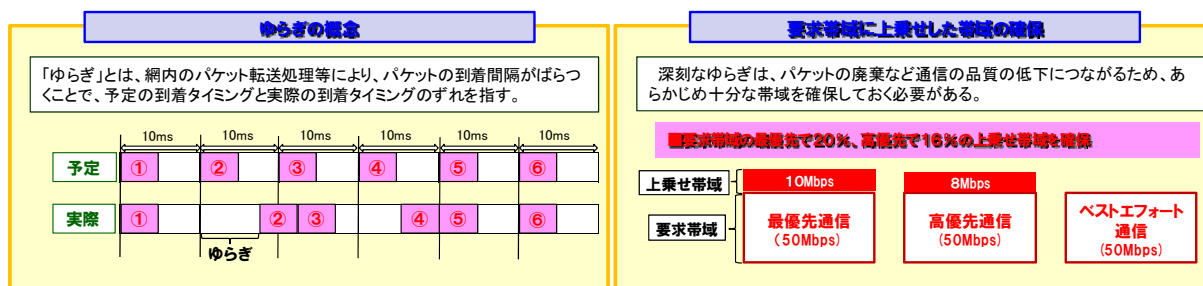 ゆらぎの概念
「ゆらぎ」とは、網内のパケット転送処理等により、パケットの到着間隔がばらつ
くことで、予定の到着タイミングと実際の到着タイミングのずれを指す。
10ms 10ms 10ms 10ms 10ms 10ms
予定 ① ② ③ ④ ⑤ ⑥
実際 ① ② ③ ④ ⑤ ⑥
ゆらぎ
要求帯域に上乗せした帯域の確保
深刻なゆらぎは、パケットの廃棄など通信の品質の低下につながるため、あ
らかじめ十分な帯域を確保しておく必要がある。
■要求帯域の最優先で20%、高優先で16%の上乗せ帯域を確保
上乗せ帯域 10Mbps 8Mbps
要求帯域
最優先通信
(50Mbps)
高優先通信
(50Mbps)
ベストエフォート
通信
(50Mbps)